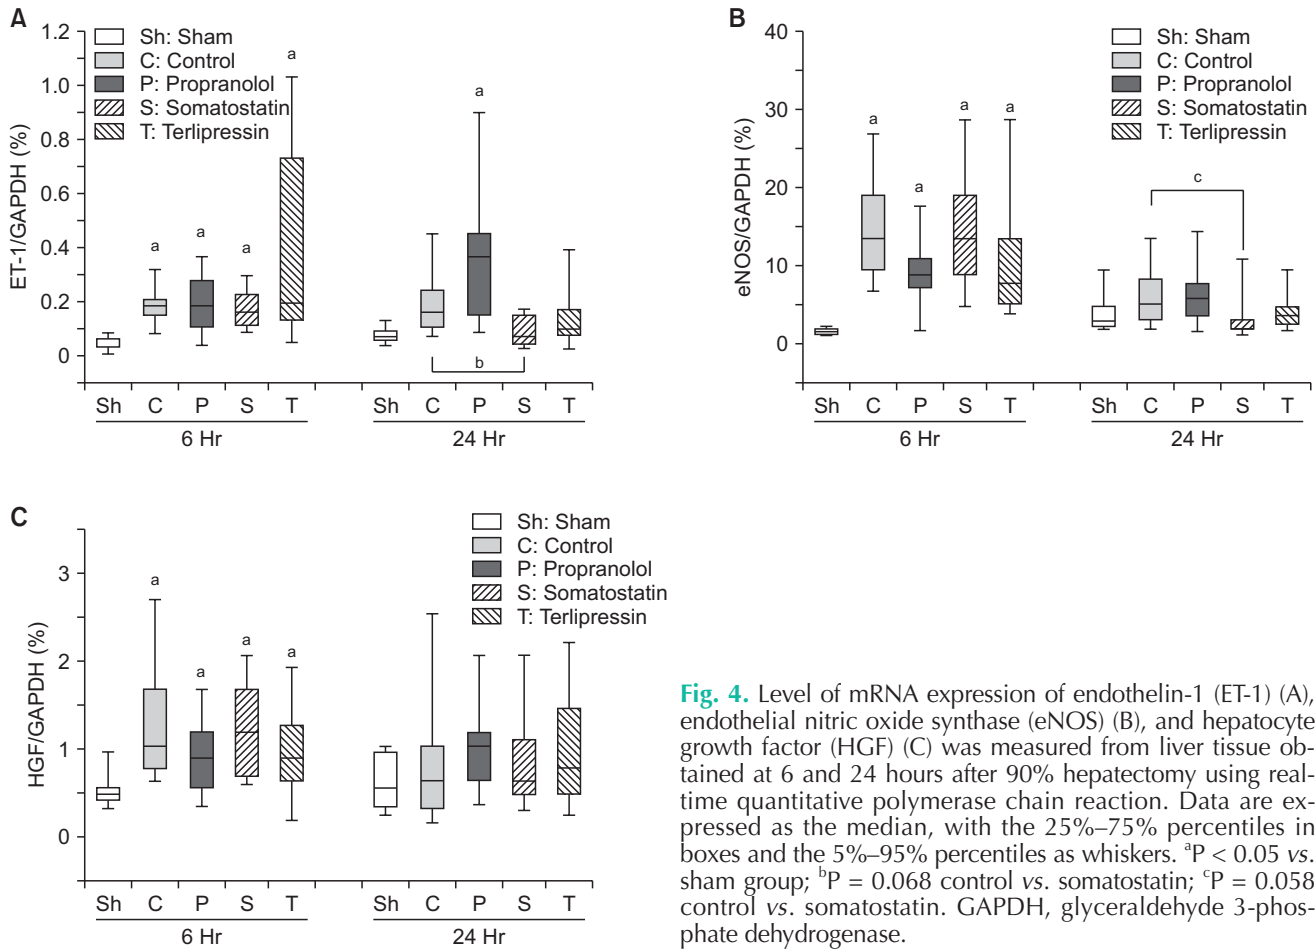 A
1.2
1.0
0.8
0.6
0.4
0.2
0
ET-1/GAPDH (%)
Sh: Sham
C: Control
P: Propranolol
S: Somatostatin
T: Terlipressin
a
a
a
a
a
b
Sh C P S T Sh C P S T
6 Hr 24 Hr
B
40
30
20
10
0
eNOS/GAPDH (%)
Sh: Sham
C: Control
P: Propranolol
S: Somatostatin
T: Terlipressin
a
a
a
a
c
Sh C P S T Sh C P S T
6 Hr 24 Hr
C
3
2
1
0
HGF/GAPDH (%)
Sh: Sham
C: Control
P: Propranolol
S: Somatostatin
T: Terlipressin
a
a
a
a
Sh C P S T Sh C P S T
6 Hr 24 Hr
Fig. 4. Level of mRNA expression of endothelin-1 (ET-1) (A),
endothelial nitric oxide synthase (eNOS) (B), and hepatocyte
growth factor (HGF) (C) was measured from liver tissue ob-
tained at 6 and 24 hours after 90% hepatectomy using real-
time quantitative polymerase chain reaction. Data are ex-
pressed as the median, with the 25%–75% percentiles in
boxes and the 5%–95% percentiles as whiskers. ᵃP < 0.05 vs.
sham group; ᵇP = 0.068 control vs. somatostatin; ᶜP = 0.058
control vs. somatostatin. GAPDH, glyceraldehyde 3-phos-
phate dehydrogenase.